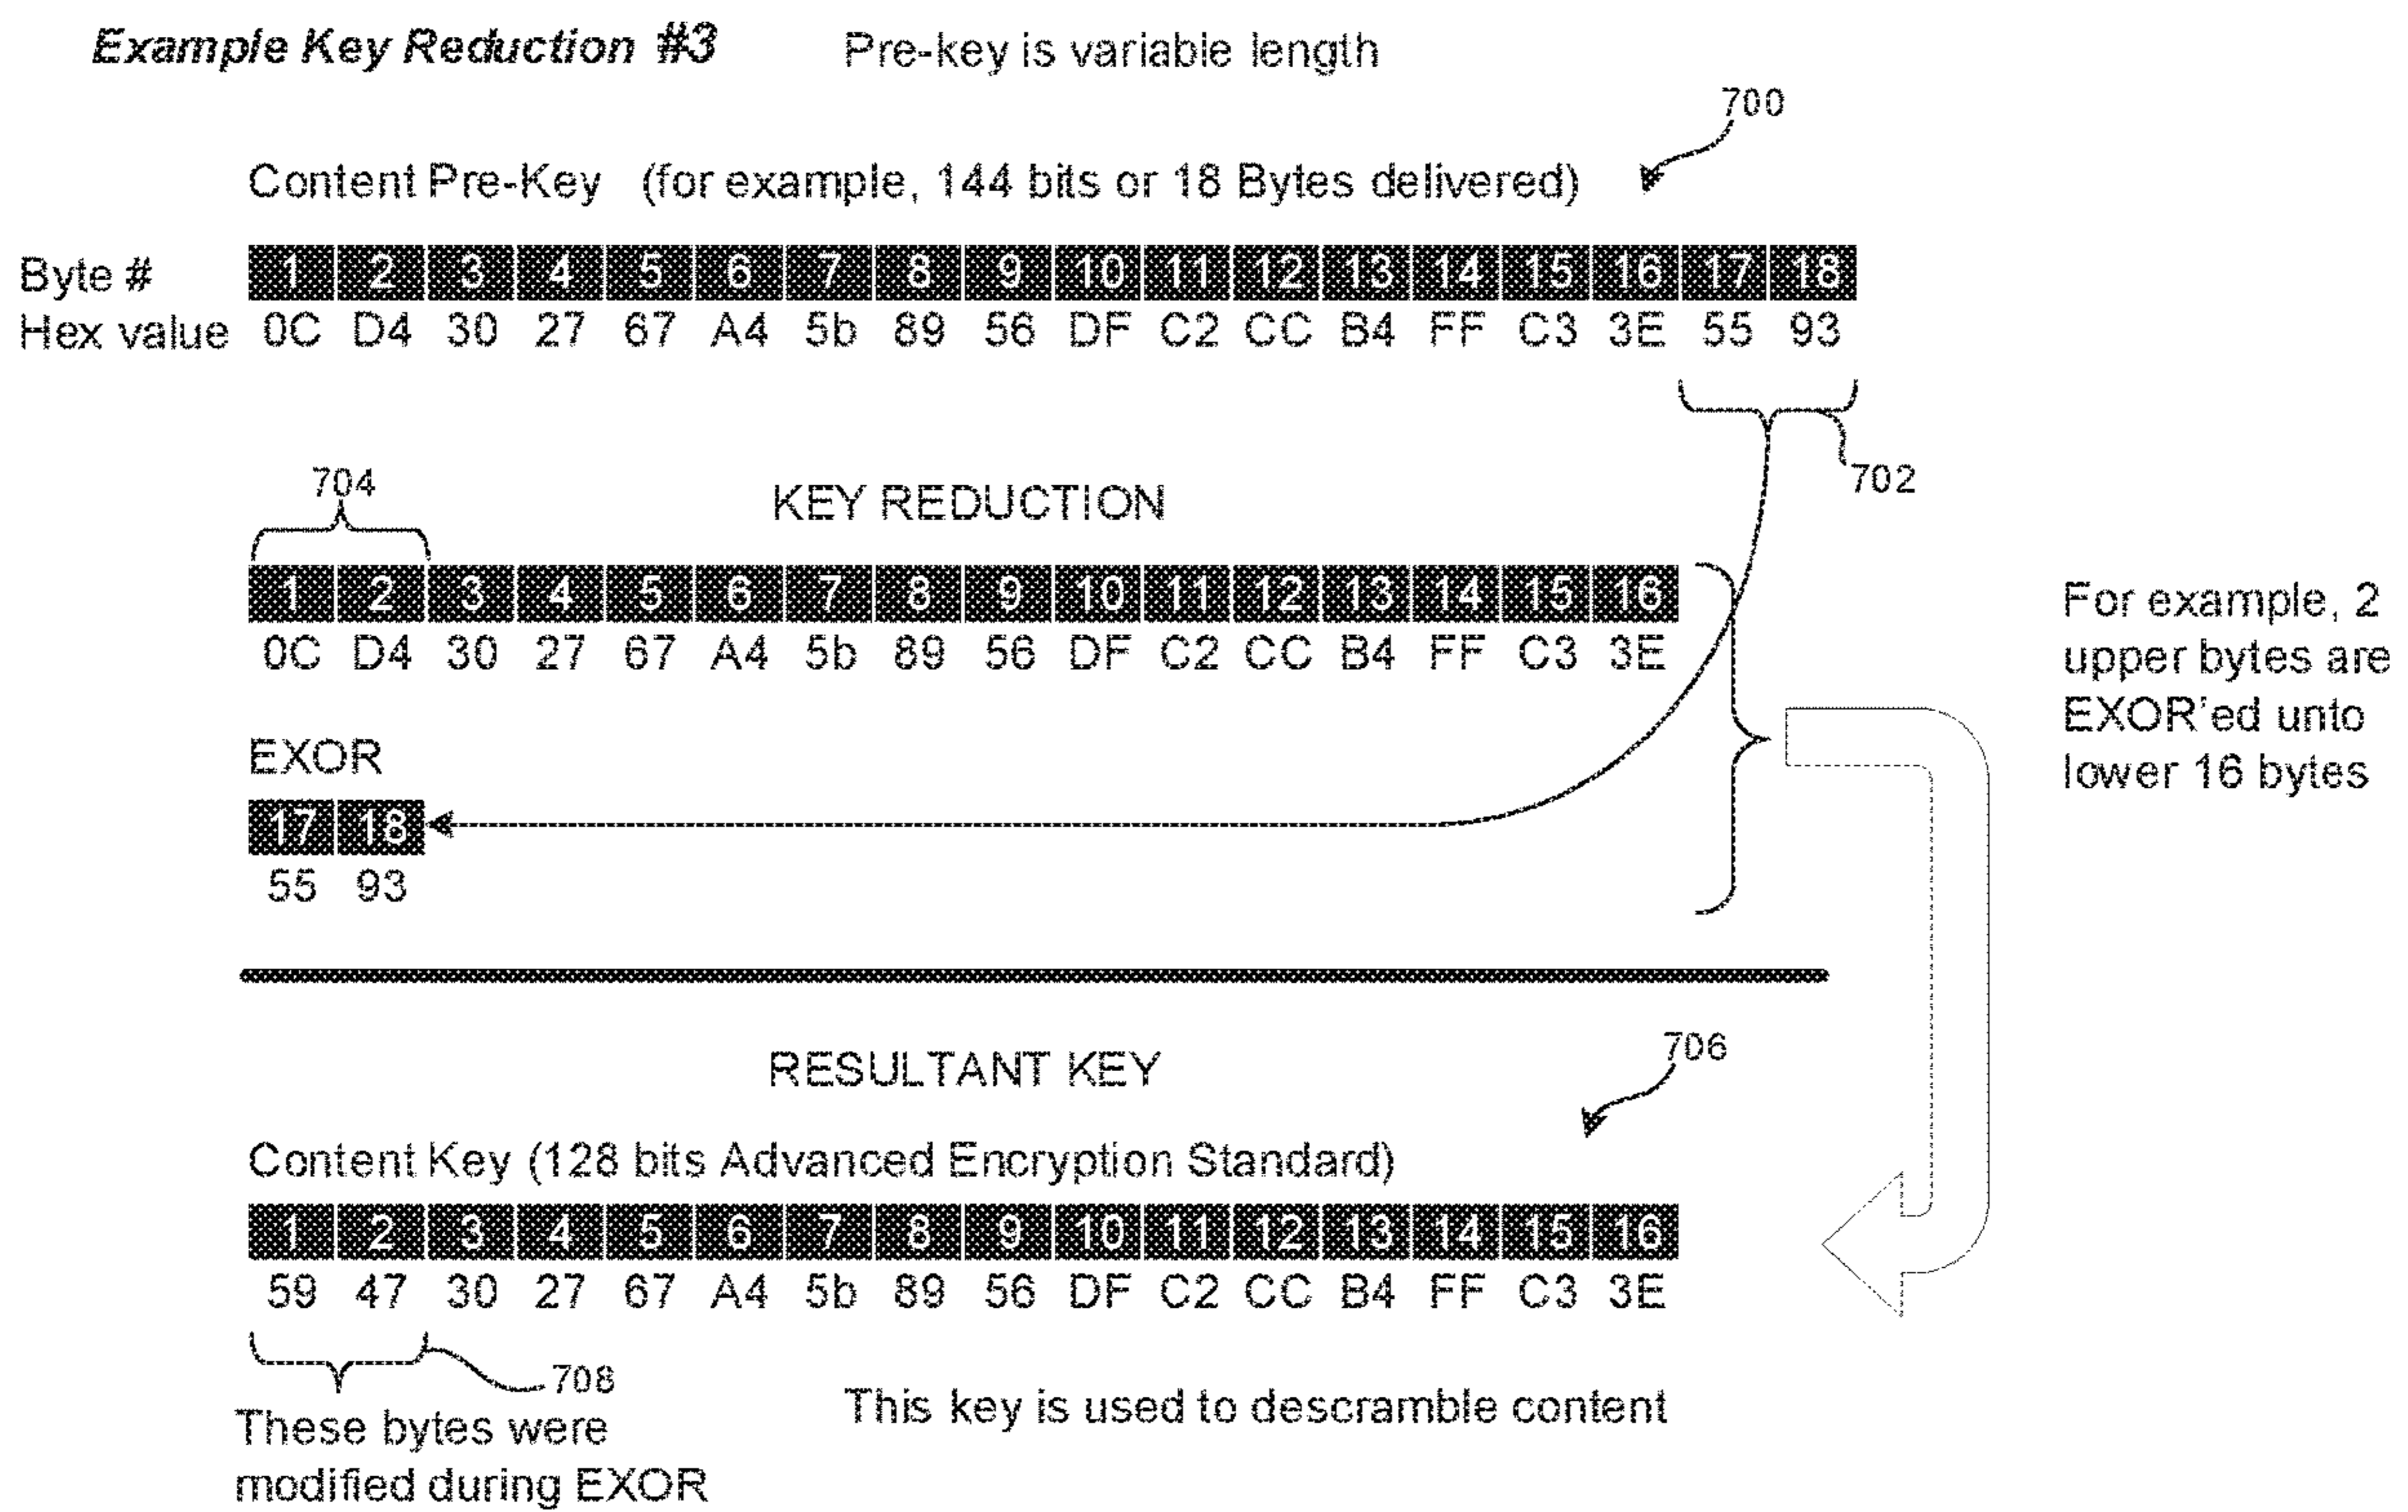 Example Key Reduction #3 Pre-key is variable length
700
Content Pre-Key (for example, 144 bits or 18 Bytes delivered)
Byte # 1 2 3 4 5 6 7 8 9 10 11 12 13 14 15 16 17 18
Hex value 0C D4 30 27 67 A4 5b 89 56 DF C2 CC B4 FF C3 3E 55 93
702
704
KEY REDUCTION
1 2 3 4 5 6 7 8 9 10 11 12 13 14 15 16
0C D4 30 27 67 A4 5b 89 56 DF C2 CC B4 FF C3 3E
For example, 2
upper bytes are
EXOR'ed unto
lower 16 bytes
EXOR
17 18
55 93
RESULTANT KEY
706
Content Key (128 bits Advanced Encryption Standard)
1 2 3 4 5 6 7 8 9 10 11 12 13 14 15 16
59 47 30 27 67 A4 5b 89 56 DF C2 CC B4 FF C3 3E
708
These bytes were
modified during EXOR
This key is used to descramble content